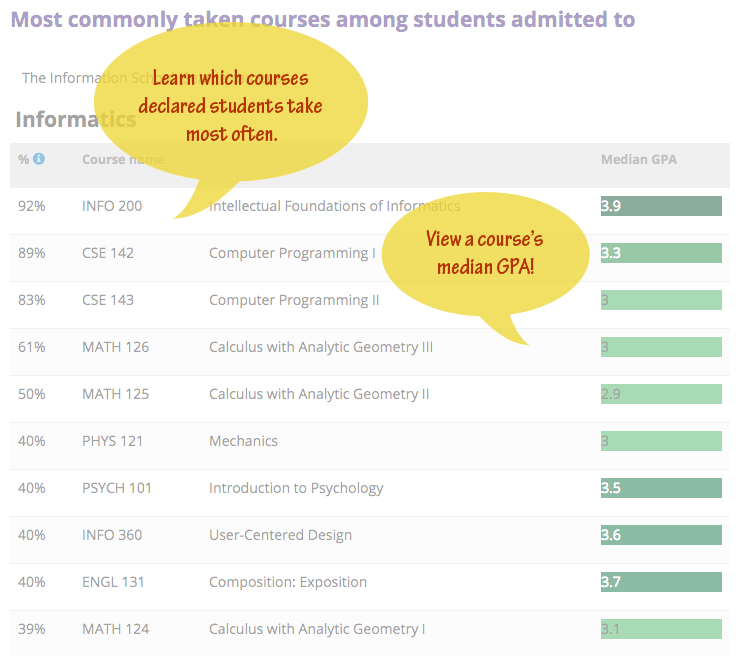 Most commonly taken courses among students admitted to
The Information School
Learn which courses
declared students take
most often.
Informatics
% Course name Median GPA
92% INFO 200 Intellectual Foundations of Informatics 3.9
View a course's
median GPA!
89% CSE 142 Computer Programming I 3.3
83% CSE 143 Computer Programming II 3
61% MATH 126 Calculus with Analytic Geometry III 3
50% MATH 125 Calculus with Analytic Geometry II 2.9
40% PHYS 121 Mechanics 3
40% PSYCH 101 Introduction to Psychology 3.5
40% INFO 360 User-Centered Design 3.6
40% ENGL 131 Composition: Exposition 3.7
39% MATH 124 Calculus with Analytic Geometry I 3.1